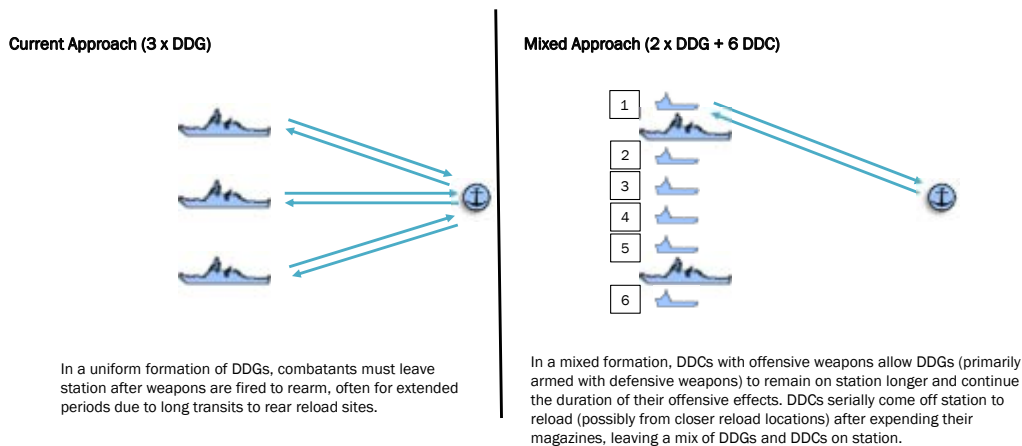 Current Approach (3 x DDG)
In a uniform formation of DDGs, combatants must leave
station after weapons are fired to rearm, often for extended
periods due to long transits to rear reload sites.
Mixed Approach (2 x DDG + 6 DDC)
1
2
3
4
5
6
In a mixed formation, DDCs with offensive weapons allow DDGs (primarily
armed with defensive weapons) to remain on station longer and continue
the duration of their offensive effects. DDCs serially come off station to
reload (possibly from closer reload locations) after expending their
magazines, leaving a mix of DDGs and DDCs on station.